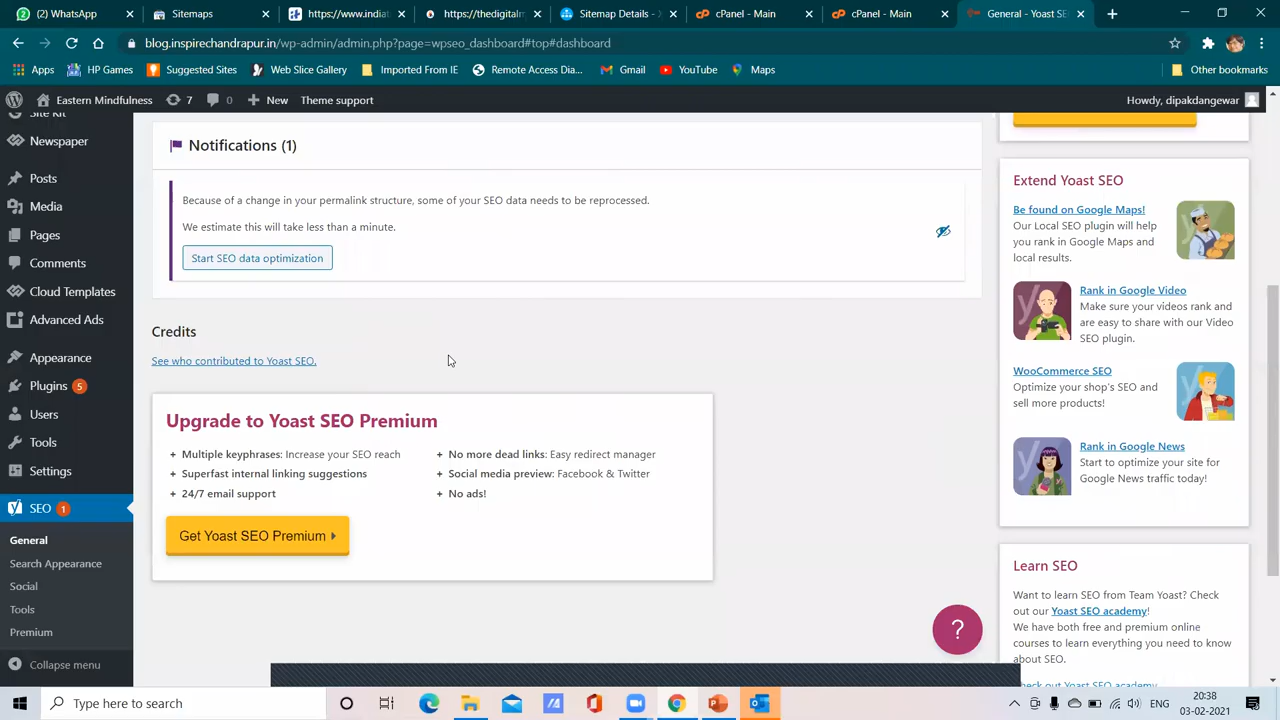 2 https://www.inspirati
Yoast
https://thedigitalm
Sitemap Details -
cPanel - Main
cPanel - Main
General - Yoast SEO
blog.inspirechandrapur.in/wp-admin/admin.php?page=wpseo_dashboard#top#dashboard
Apps HP Games Suggested Sites Web Slice Gallery Imported From IE Remote Access Dia... Gmail YouTube Maps Other bookmarks
Eastern Mindfulness 7 0 New Theme support Howdy, dipakdangewar
Site Kit
Newspaper
Posts
Media
Pages
Comments
Cloud Templates
Advanced Ads
Appearance
Plugins 5
Users
Tools
Settings
SEO 1
General
Search Appearance
Social
Tools
Premium
Collapse menu
Notifications (1)
Because of a change in your permalink structure, some of your SEO data needs to be reprocessed.
We estimate this will take less than a minute.
Start SEO data optimization
Credits
See who contributed to Yoast SEO.
Upgrade to Yoast SEO Premium
+ Multiple keyphrases: Increase your SEO reach
+ Superfast internal linking suggestions
+ 24/7 email support
+ No more dead links: Easy redirect manager
+ Social media preview: Facebook & Twitter
+ No ads!
Get Yoast SEO Premium
Extend Yoast SEO
Be found on Google Maps!
Our Local SEO plugin will help
you rank in Google Maps and
local results.
Rank in Google Video
Make sure your videos rank and
are easy to share with our Video
SEO plugin.
WooCommerce SEO
Optimize your shop's SEO and
sell more products!
Rank in Google News
Start to optimize your site for
Google News traffic today!
Learn SEO
Want to learn SEO from Team Yoast? Check
out our Yoast SEO academy!
We have both free and premium online
courses to learn everything you need to know
about SEO.
Check out Yoast SEO academy
?
Type here to search
ENG
20:38
03-02-2021